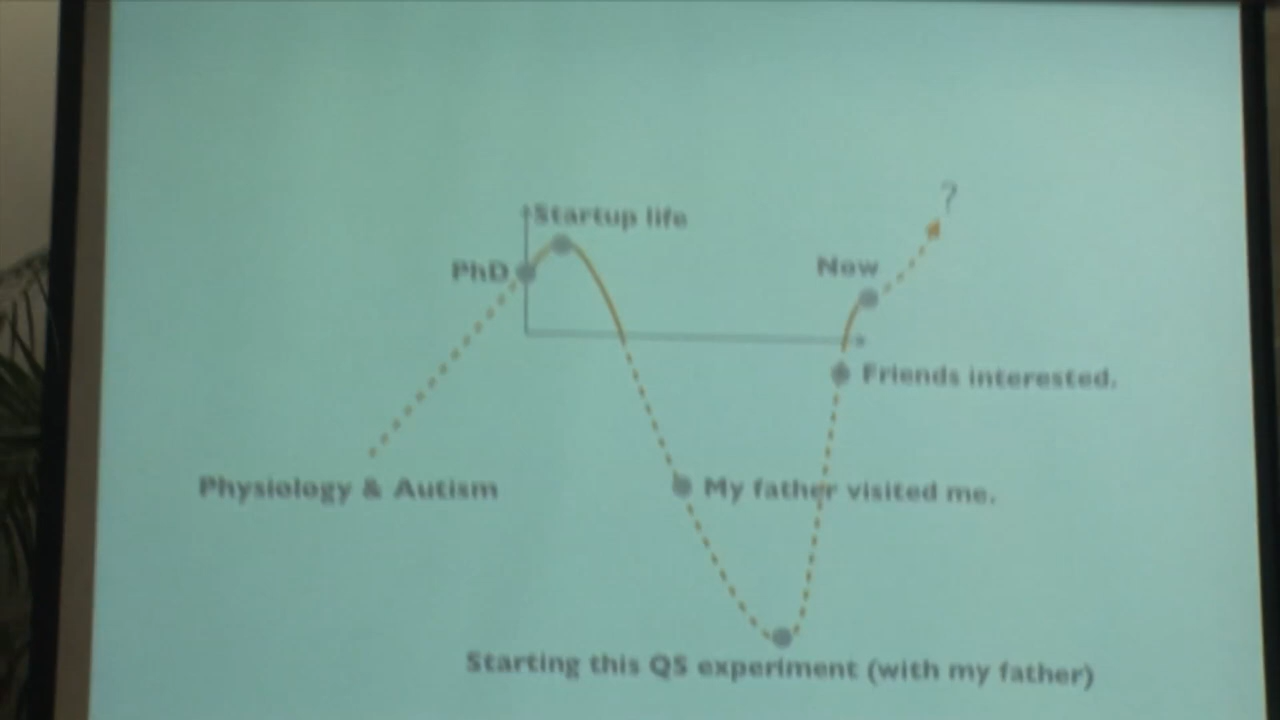 ?
Startup life
PhD
Now
Friends interested.
Physiology & Autism
My father visited me.
Starting this QS experiment (with my father)